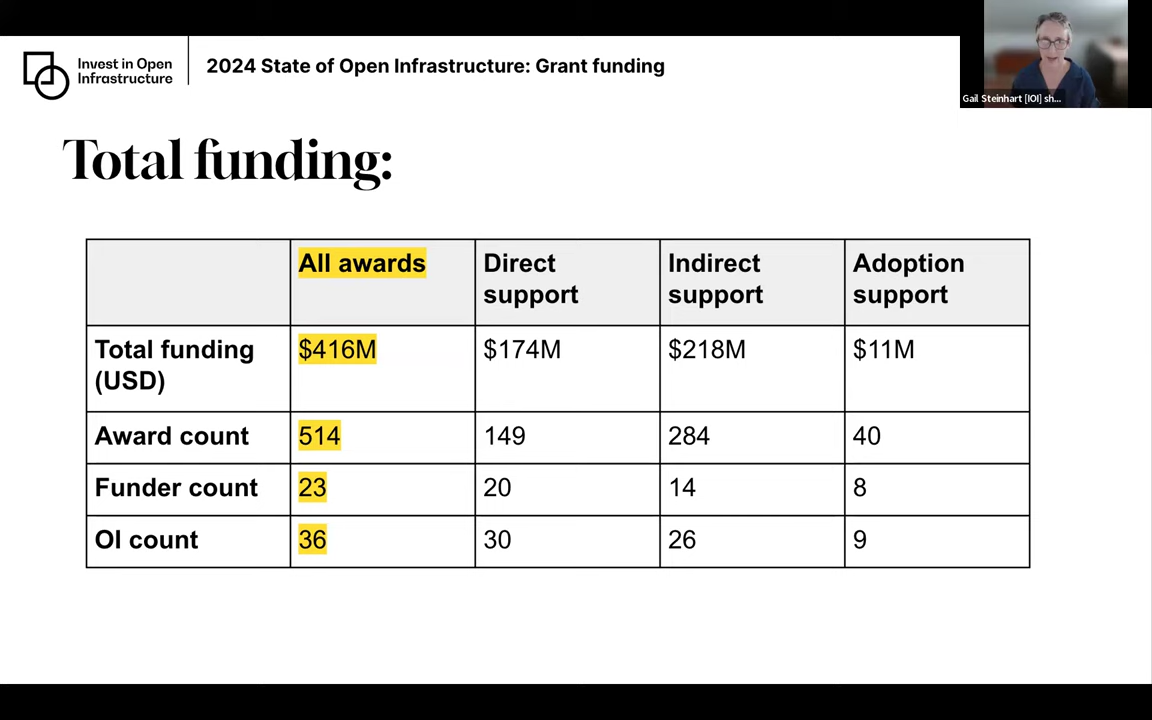 Invest in Open
Infrastructure
2024 State of Open Infrastructure: Grant funding
Gail Steinhart [IOI] sh...
Total funding:
All awards
Direct
support
Indirect
support
Adoption
support
Total funding
(USD)
$416M
$174M
$218M
$11M
Award count
514
149
284
40
Funder count
23
20
14
8
OI count
36
30
26
9